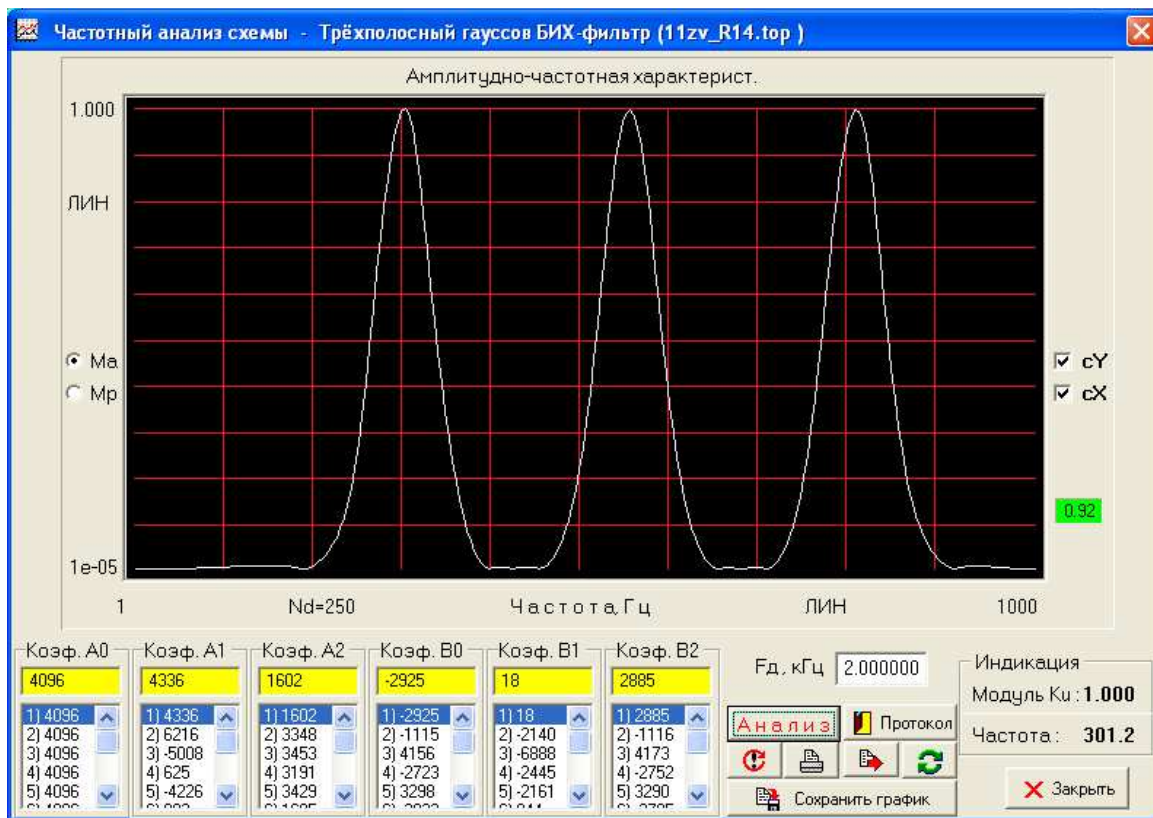 Частотный анализ схемы - Трёхполосный гауссов БИХ-фильтр (11zv_R14.top )
Амплитудно-частотная характерист.
1.000
ЛИН
Ма
Мр
cY
cX
0.92
1e-05
1 Nd=250 Частота, Гц ЛИН 1000
Коэф. A0 Коэф. A1 Коэф. A2 Коэф. B0 Коэф. B1 Коэф. B2
4096 4336 1602 -2925 18 2885
1) 4096 1) 4336 1) 1602 1) -2925 1) 18 1) 2885
2) 4096 2) 6216 2) 3348 2) -1115 2) -2140 2) -1116
3) 4096 3) -5008 3) 3453 3) 4156 3) -6888 3) 4173
4) 4096 4) 625 4) 3191 4) -2723 4) -2445 4) -2752
5) 4096 5) -4226 5) 3429 5) 3298 5) -2161 5) 3290
Fд, кГц 2.000000
Анализ Протокол
Сохранить график
Индикация
Модуль Ku : 1.000
Частота : 301.2
Закрыть